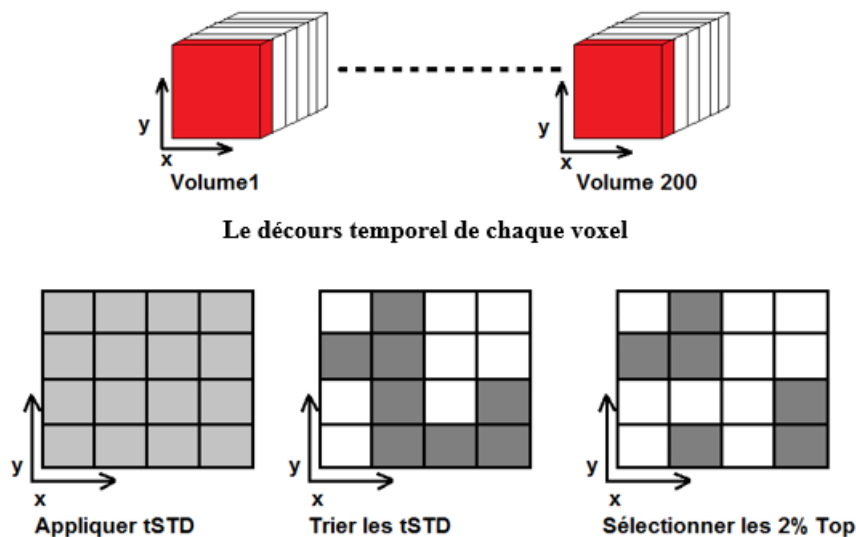 y
x
Volume1
y
x
Volume 200
Le décours temporel de chaque voxel
y
x
Appliquer tSTD
y
x
Trier les tSTD
y
x
Sélectionner les 2% Top